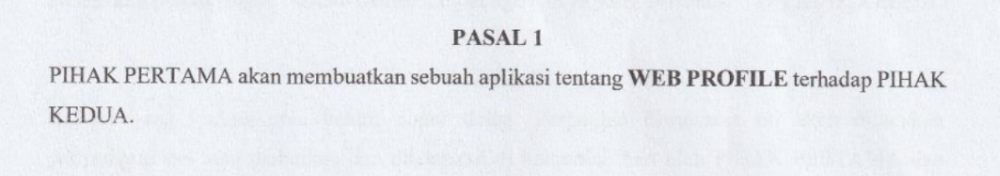 PASAL 1
PIHAK PERTAMA akan membuatkan sebuah aplikasi tentang WEB PROFILE terhadap PIHAK
KEDUA.